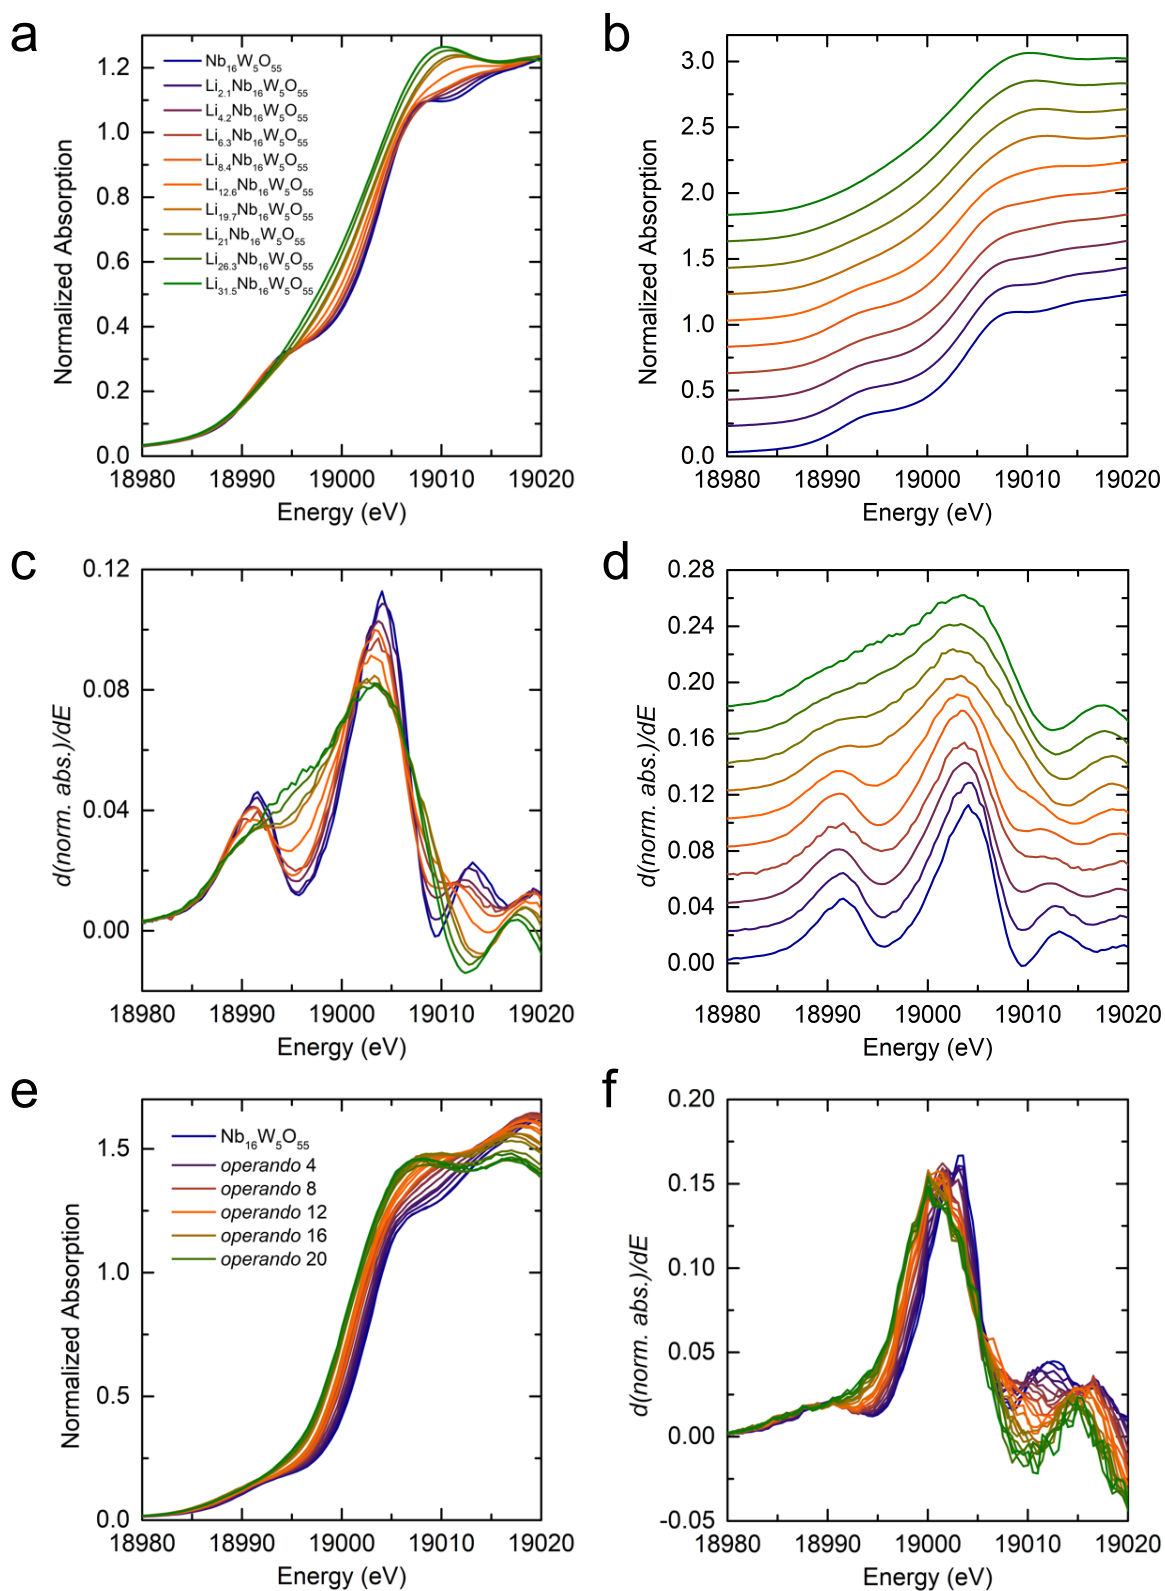 a
1.2
1.0
0.8
0.6
0.4
0.2
0.0
Normalized Absorption
Nb16W5O55
Li2.1Nb16W5O55
Li4.2Nb16W5O55
Li6.3Nb16W5O55
Li8.4Nb16W5O55
Li12.6Nb16W5O55
Li19.7Nb16W5O55
Li21Nb16W5O55
Li26.3Nb16W5O55
Li31.5Nb16W5O55
18980 18990 19000 19010 19020
Energy (eV)
b
3.0
2.5
2.0
1.5
1.0
0.5
0.0
Normalized Absorption
18980 18990 19000 19010 19020
Energy (eV)
c
0.12
0.08
0.04
0.00
d(norm. abs.)/dE
18980 18990 19000 19010 19020
Energy (eV)
d
0.28
0.24
0.20
0.16
0.12
0.08
0.04
0.00
d(norm. abs.)/dE
18980 18990 19000 19010 19020
Energy (eV)
e
1.5
1.0
0.5
0.0
Normalized Absorption
Nb16W5O55
operando 4
operando 8
operando 12
operando 16
operando 20
18980 18990 19000 19010 19020
Energy (eV)
f
0.20
0.15
0.10
0.05
0.00
-0.05
d(norm. abs.)/dE
18980 18990 19000 19010 19020
Energy (eV)